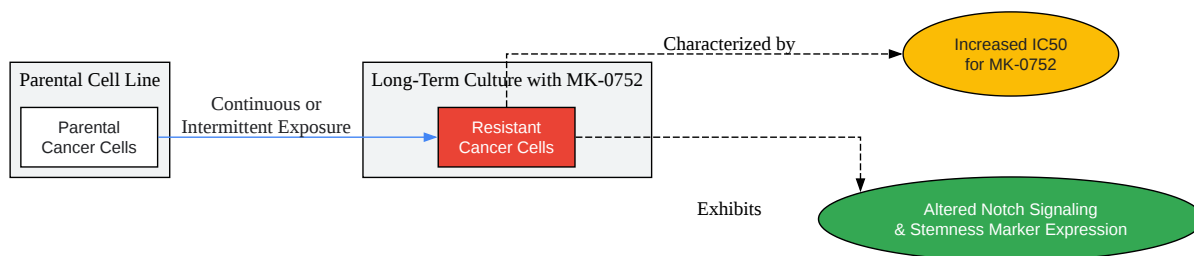 Parental Cell Line
Parental
Cancer Cells
Continuous or
Intermittent Exposure
Long-Term Culture with MK-0752
Resistant
Cancer Cells
Characterized by
Increased IC50
for MK-0752
Exhibits
Altered Notch Signaling
& Stemness Marker Expression